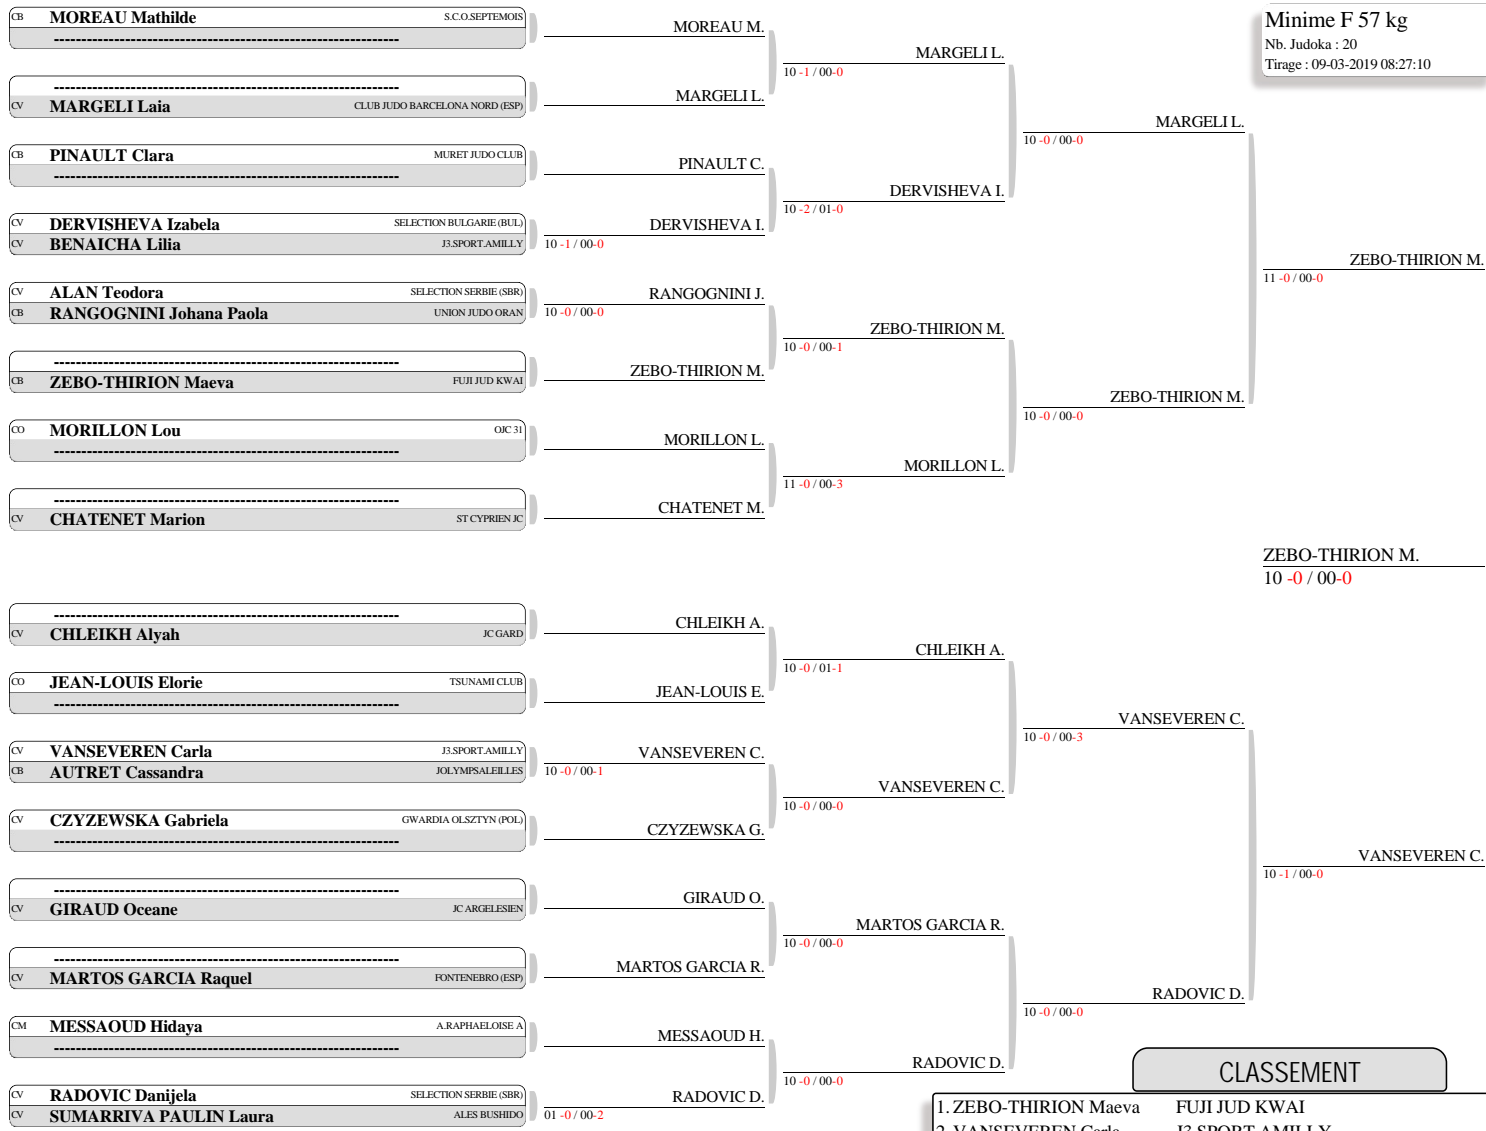 Minime F 57 kg
Nb. Judoka : 20
Tirage : 09-03-2019 08:27:10
CB MOREAU Mathilde S.C.O.SEPTEMOIS
----------------------------------------------------------------
----------------------------------------------------------------
CV MARGELI Laia CLUB JUDO BARCELONA NORD (ESP)
CB PINAULT Clara MURET JUDO CLUB
----------------------------------------------------------------
CV DERVISHEVA Izabela SELECTION BULGARIE (BUL)
CV BENAICHA Lilia J3.SPORT.AMILLY
CV ALAN Teodora SELECTION SERBIE (SBR)
CB RANGOGNINI Johana Paola UNION JUDO ORAN
----------------------------------------------------------------
CB ZEBO-THIRION Maeva FUJI JUD KWAI
CO MORILLON Lou OJC 31
----------------------------------------------------------------
----------------------------------------------------------------
CV CHATENET Marion ST CYPRIEN JC
----------------------------------------------------------------
CV CHLEIKH Alyah JC GARD
CO JEAN-LOUIS Elorie TSUNAMI CLUB
----------------------------------------------------------------
CV VANSEVEREN Carla J3.SPORT.AMILLY
CB AUTRET Cassandra JOLYMPSALEILLES
CV CZYZEWSKA Gabriela GWARDIA OLSZTYN (POL)
----------------------------------------------------------------
----------------------------------------------------------------
CV GIRAUD Oceane JC ARGELESIEN
----------------------------------------------------------------
CV MARTOS GARCIA Raquel FONTENEBRO (ESP)
CM MESSAOUD Hidaya A.RAPHAELOISE A
----------------------------------------------------------------
CV RADOVIC Danijela SELECTION SERBIE (SBR)
CV SUMARRIVA PAULIN Laura ALES BUSHIDO
MOREAU M.
MARGELI L.
PINAULT C.
DERVISHEVA I.
10 -1 / 00-0
RANGOGNINI J.
10 -0 / 00-0
ZEBO-THIRION M.
MORILLON L.
CHATENET M.
CHLEIKH A.
JEAN-LOUIS E.
VANSEVEREN C.
10 -0 / 00-1
CZYZEWSKA G.
GIRAUD O.
MARTOS GARCIA R.
MESSAOUD H.
RADOVIC D.
01 -0 / 00-2
MARGELI L.
10 -1 / 00-0
DERVISHEVA I.
10 -2 / 01-0
ZEBO-THIRION M.
10 -0 / 00-1
MORILLON L.
11 -0 / 00-3
CHLEIKH A.
10 -0 / 01-1
VANSEVEREN C.
10 -0 / 00-0
MARTOS GARCIA R.
10 -0 / 00-0
RADOVIC D.
10 -0 / 00-0
MARGELI L.
10 -0 / 00-0
ZEBO-THIRION M.
10 -0 / 00-0
VANSEVEREN C.
10 -0 / 00-3
RADOVIC D.
10 -0 / 00-0
ZEBO-THIRION M.
11 -0 / 00-0
VANSEVEREN C.
10 -1 / 00-0
ZEBO-THIRION M.
10 -0 / 00-0
CLASSEMENT
1. ZEBO-THIRION Maeva FUJI JUD KWAI
2. VANSEVEREN Carla J3.SPORT.AMILLY